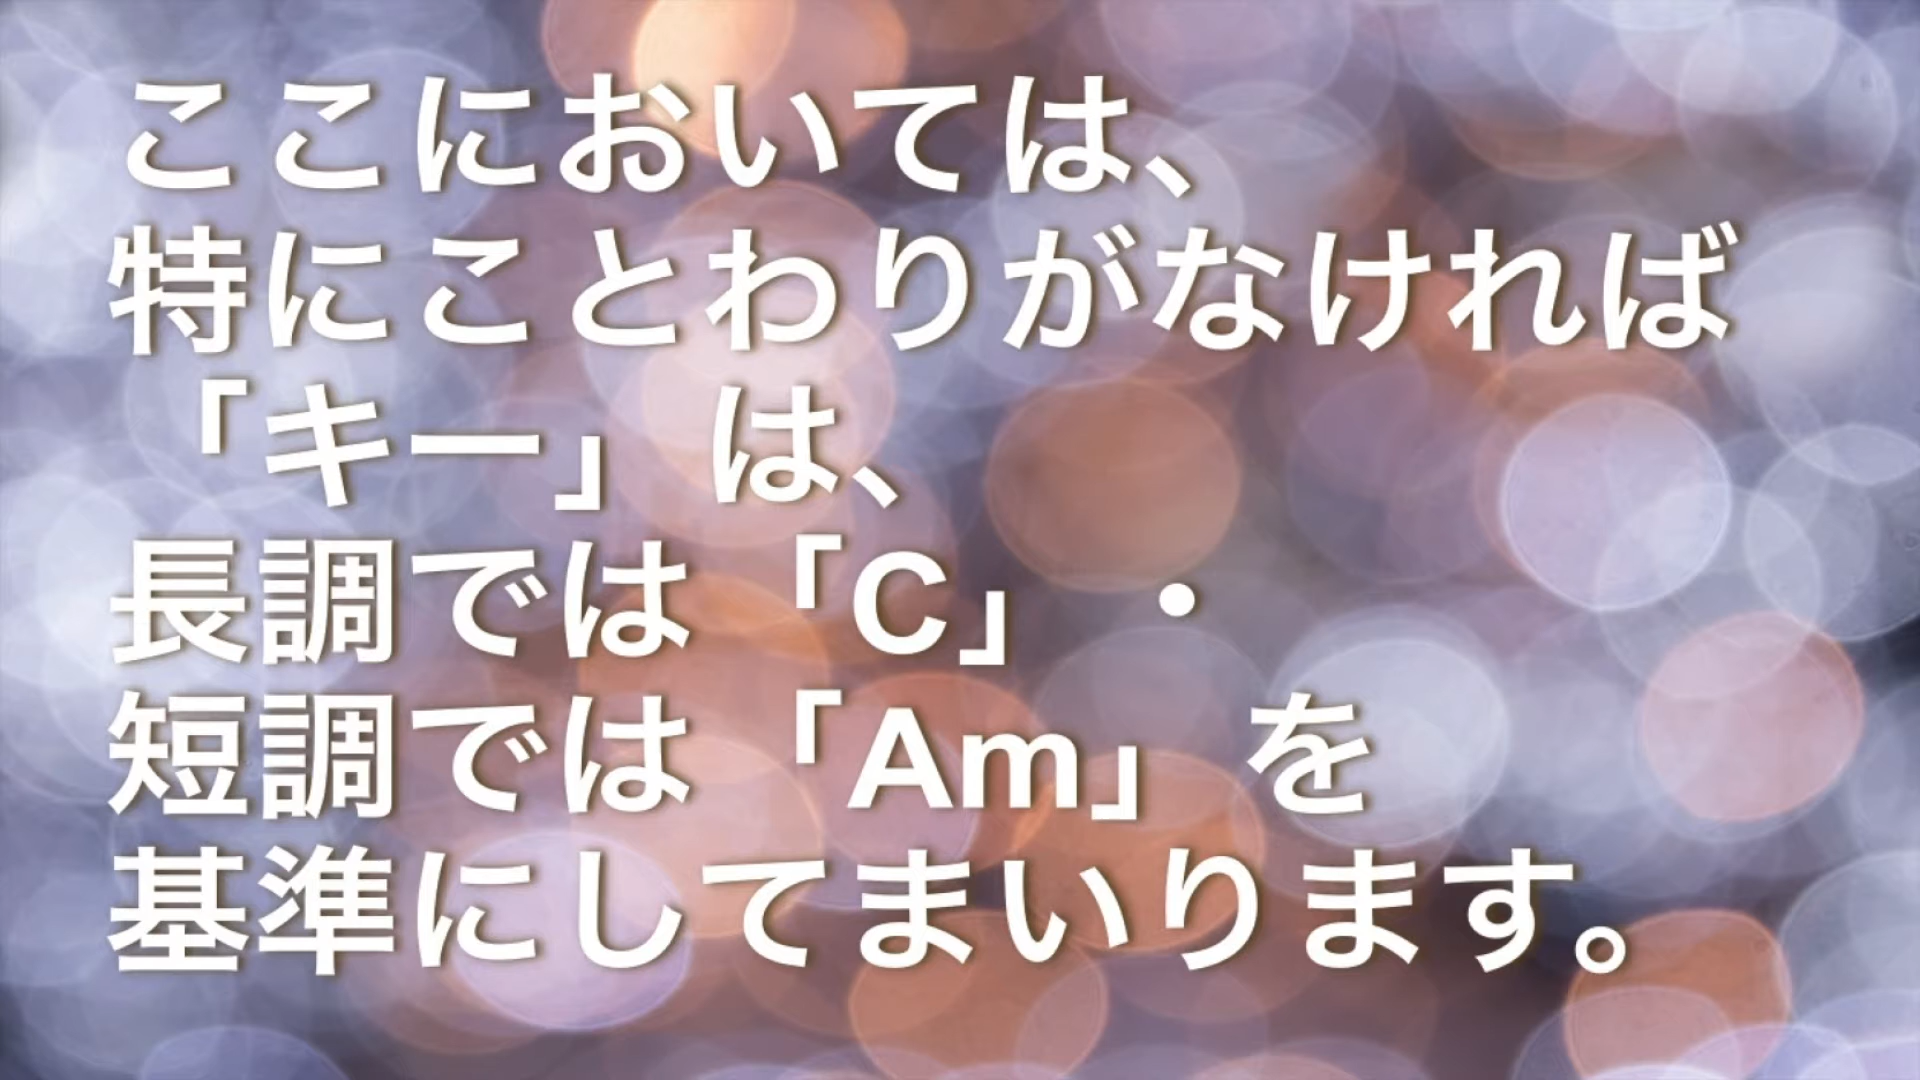 ここにおいては、
特にことわりがなければ
「キー」は、
長調では「C」・
短調では「Am」を
基準にしてまいります。